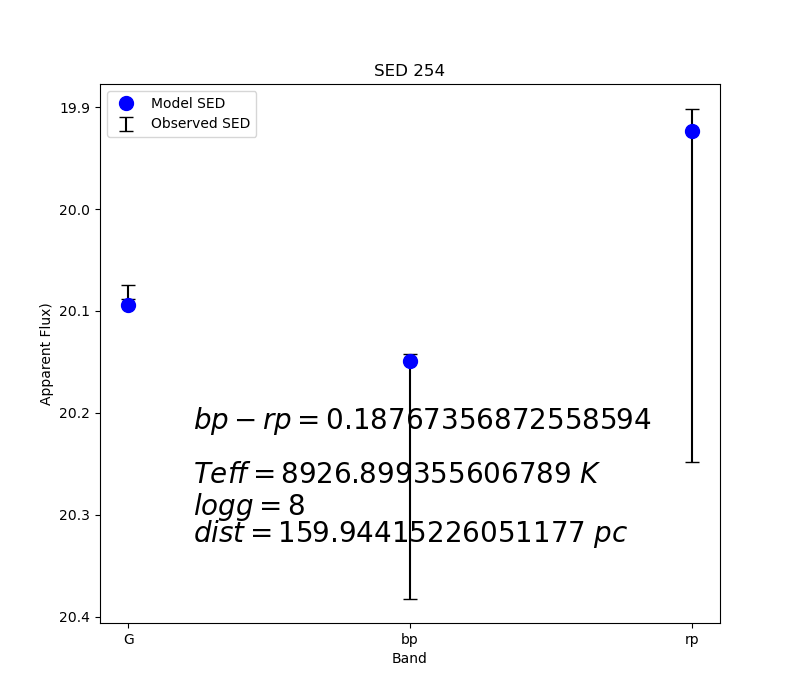 SED 254
Model SED
Observed SED
19.9
20.0
20.1
20.2
20.3
20.4
Apparent Flux)
bp − rp = 0.18767356872558594
Teff = 8926.899355606789 K
logg = 8
dist = 159.94415226051177 pc
G
bp
rp
Band